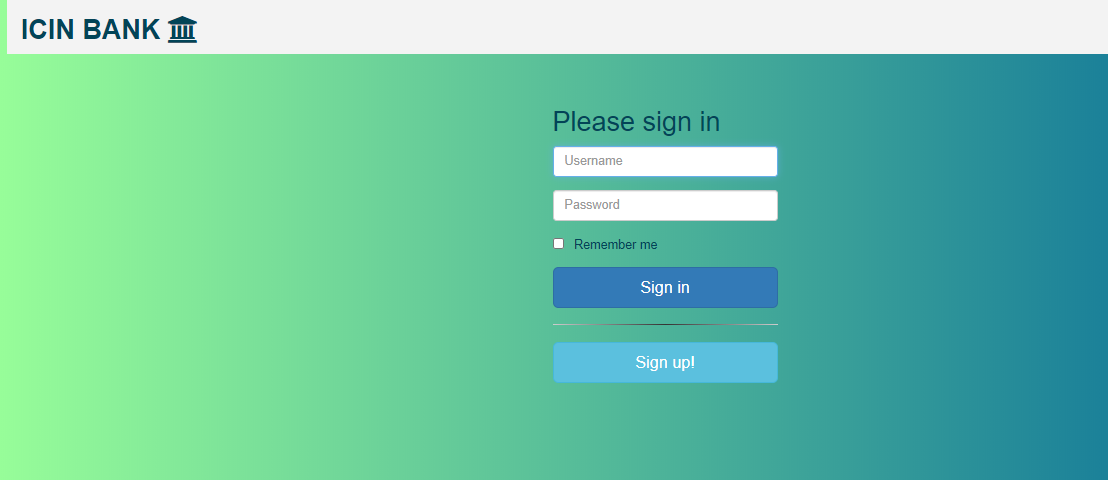 ICIN BANK
Please sign in
Username
Password
Remember me
Sign in
Sign up!